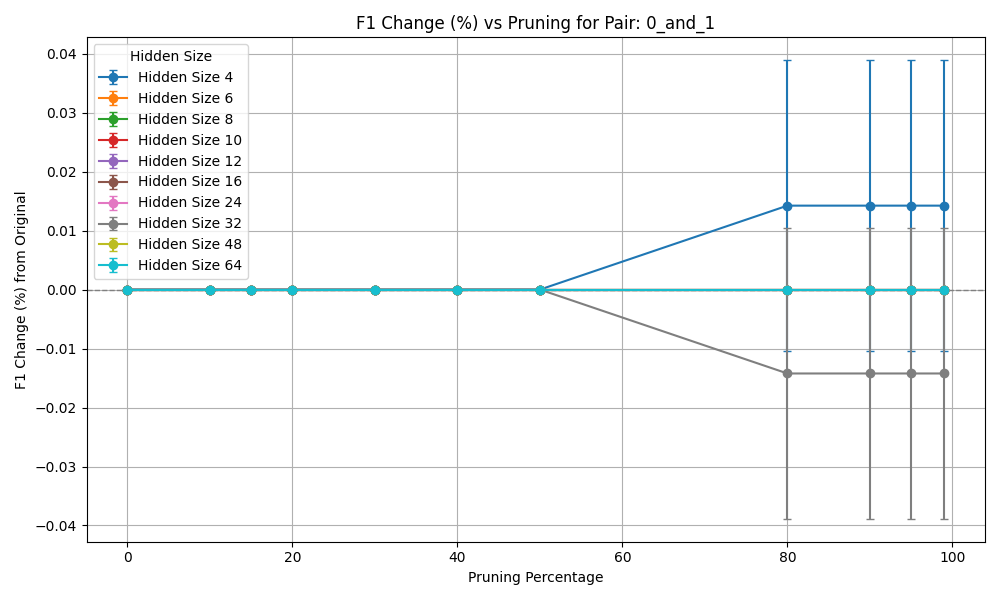 F1 Change (%) vs Pruning for Pair: 0_and_1
Hidden Size
Hidden Size 4
Hidden Size 6
Hidden Size 8
Hidden Size 10
Hidden Size 12
Hidden Size 16
Hidden Size 24
Hidden Size 32
Hidden Size 48
Hidden Size 64
F1 Change (%) from Original
0.04
0.03
0.02
0.01
0.00
−0.01
−0.02
−0.03
−0.04
0 20 40 60 80 100
Pruning Percentage